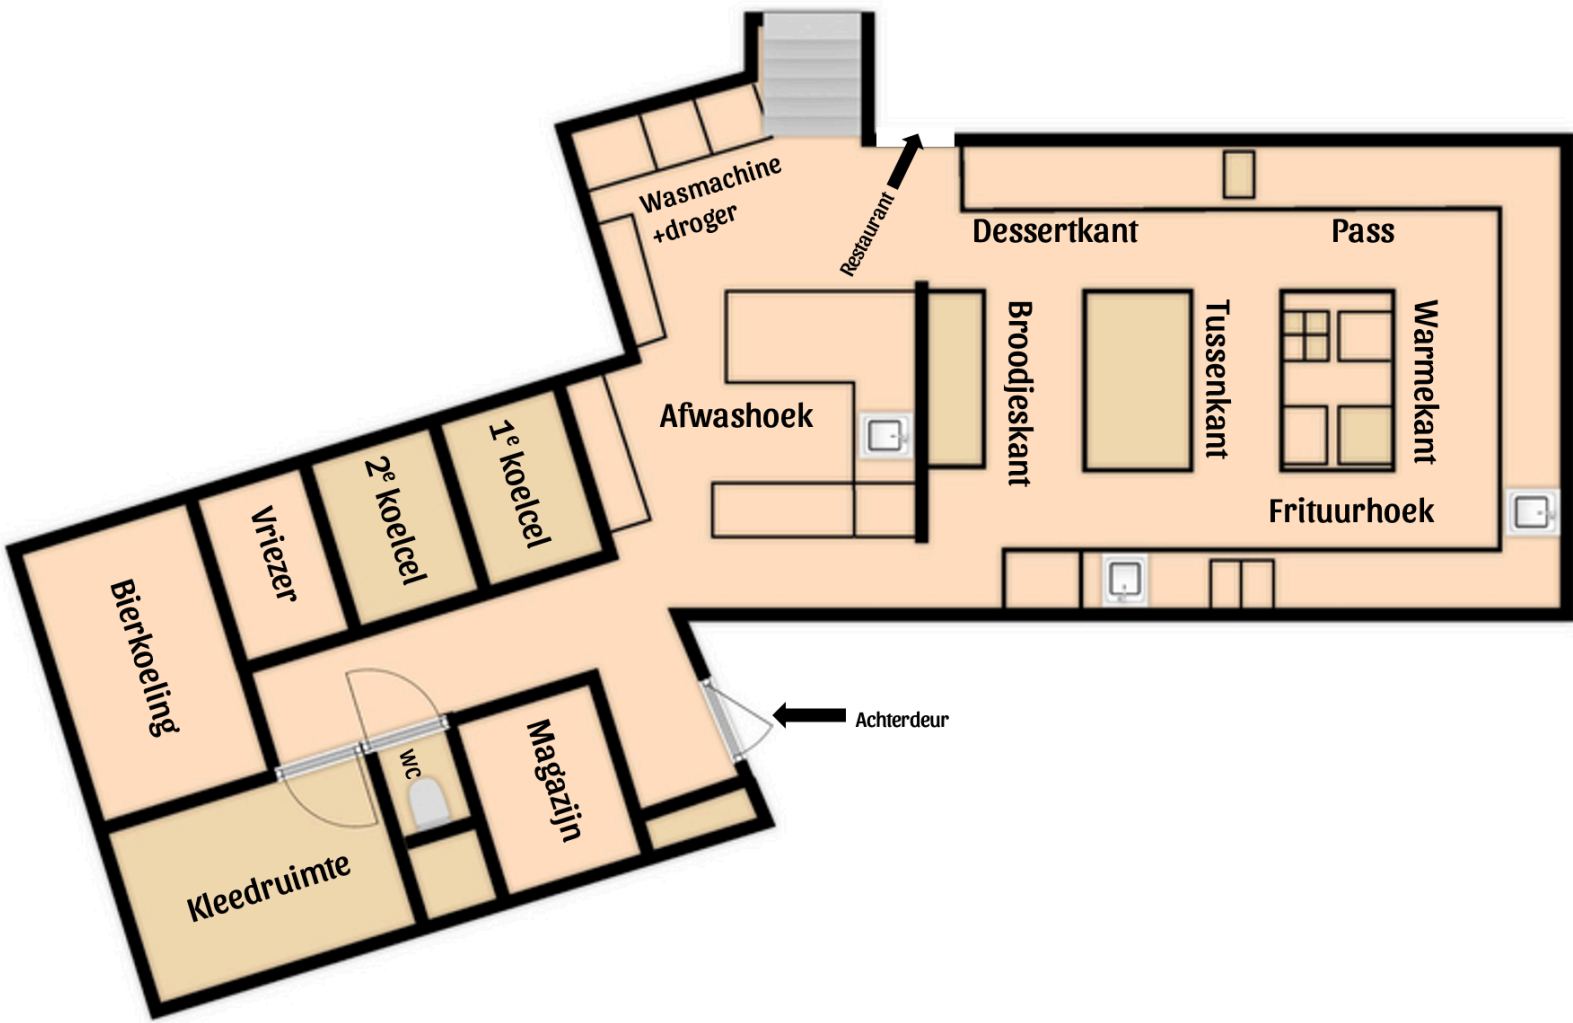 Wasmachine
+droger
Restaurant
Dessertkant
Pass
Broodjeskant
Tussenkant
Warmekant
Afwashoek
Frituurhoek
1e koelcel
2e koelcel
Vriezer
Bierkoeling
Achterdeur
Magazijn
WC
Kleedruimte